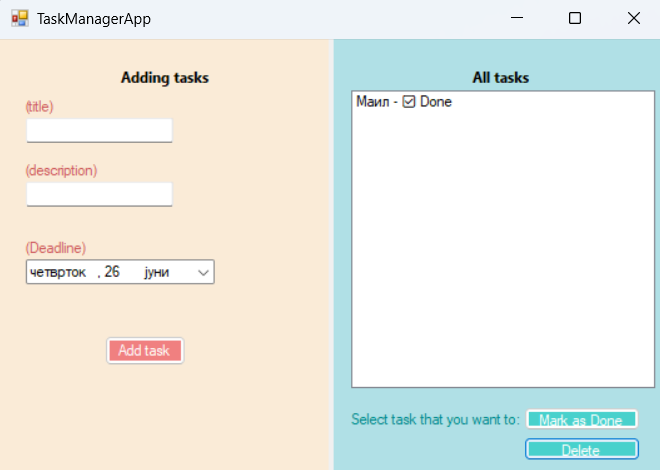 TaskManagerApp
Adding tasks
(title)
(description)
(Deadline)
четврток , 26 јуни
Add task
All tasks
Маил - ☑ Done
Select task that you want to:
Mark as Done
Delete